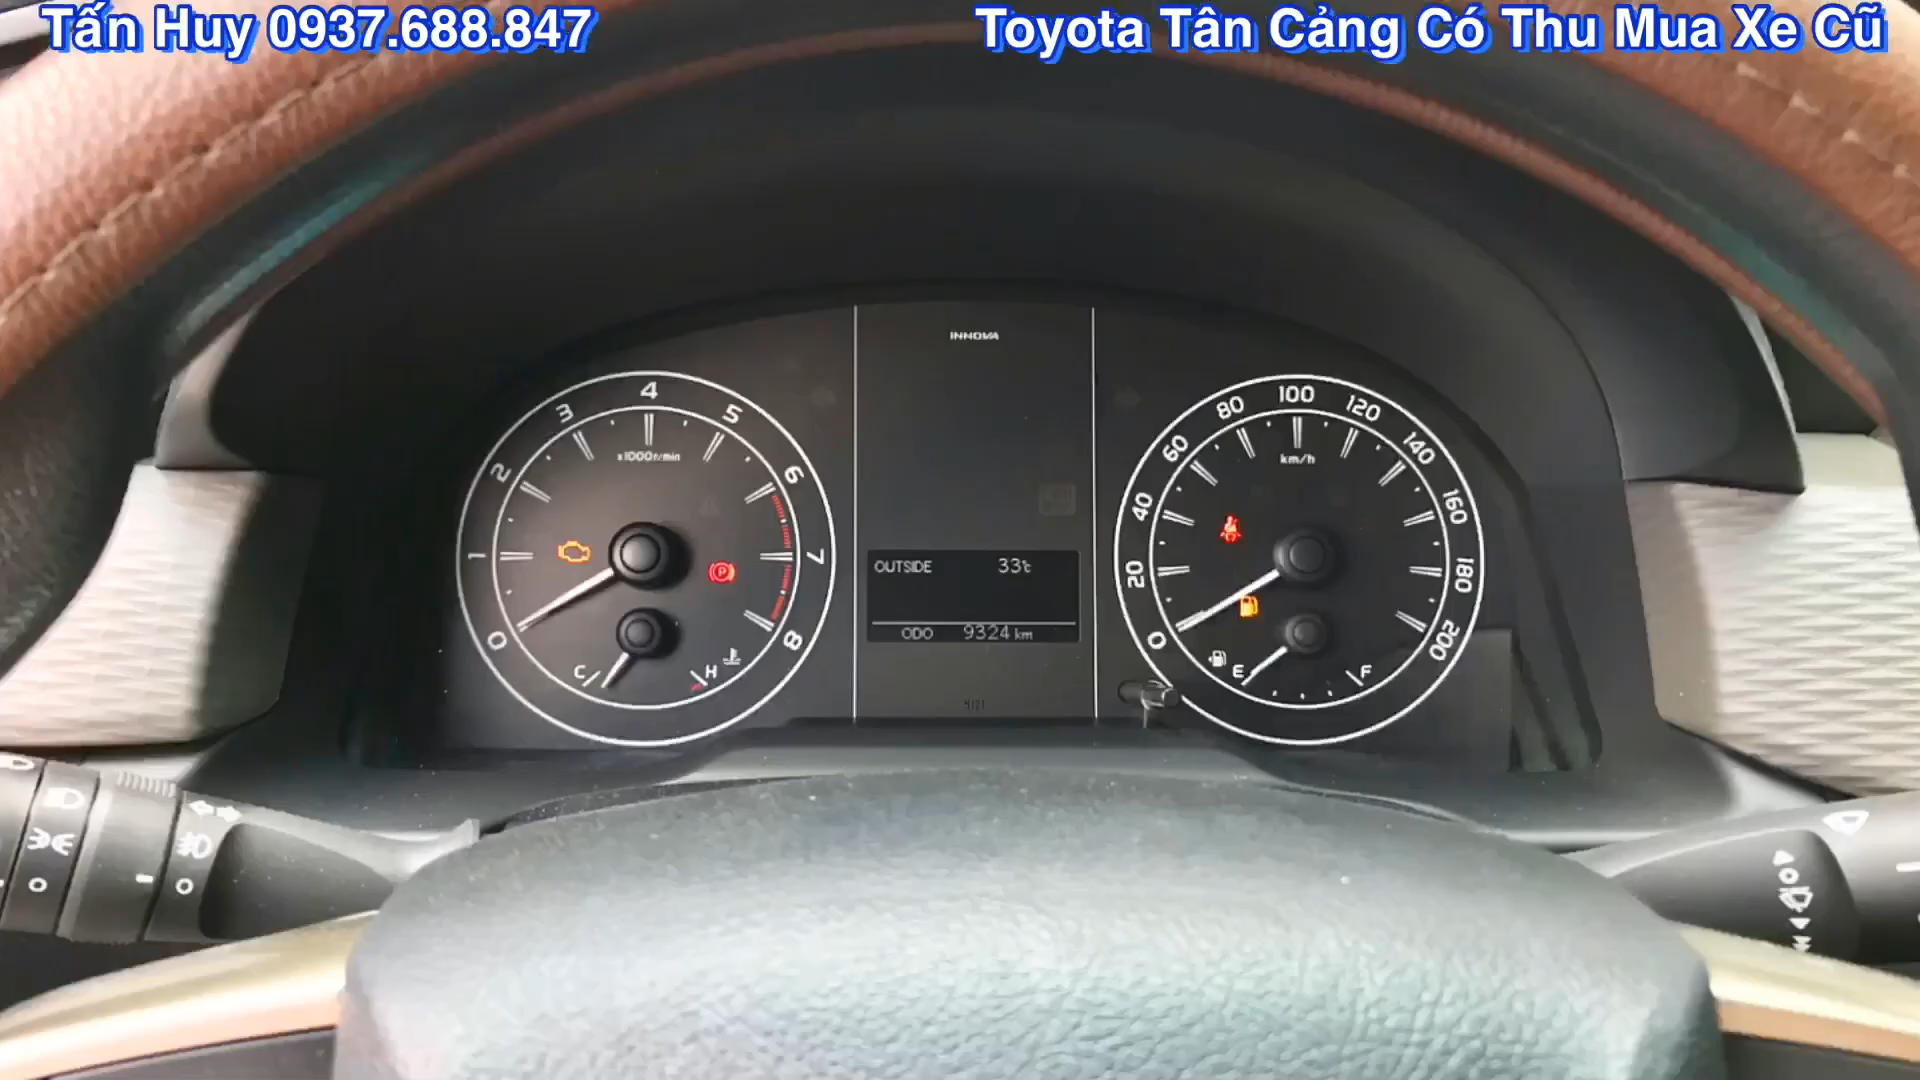 Tấn Huy 0937.688.847
Toyota Tân Cảng Có Thu Mua Xe Cũ
INNOVA
0 1 2 3 4 5 6 7 8
x1000r/min
P
C H
OUTSIDE 33℃
ODO 9324 km
0 20 40 60 80 100 120 140 160 180 200
km/h
E F